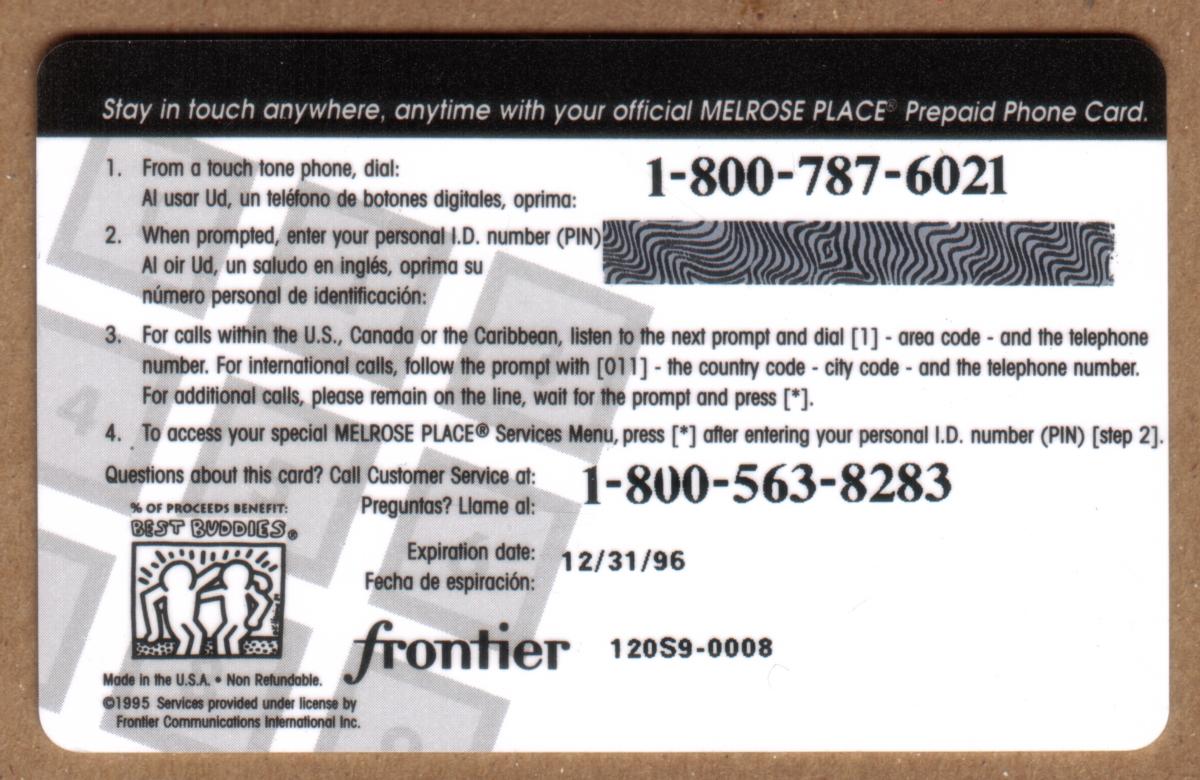 Stay in touch anywhere, anytime with your official MELROSE PLACE® Prepaid Phone Card.
1. From a touch tone phone, dial: 1-800-787-6021
Al usar Ud, un teléfono de botones digitales, oprima:
2. When prompted, enter your personal I.D. number (PIN)
Al oir Ud, un saludo en inglés, oprima su
número personal de identificación:
3. For calls within the U.S., Canada or the Caribbean, listen to the next prompt and dial [1] - area code - and the telephone
number. For international calls, follow the prompt with [011] - the country code - city code - and the telephone number.
For additional calls, please remain on the line, wait for the prompt and press [*].
4. To access your special MELROSE PLACE® Services Menu, press [*] after entering your personal I.D. number (PIN) [step 2].
Questions about this card? Call Customer Service at: 1-800-563-8283
Preguntas? Llame al:
% OF PROCEEDS BENEFIT:
BEST BUDDIES®
Expiration date: 12/31/96
Fecha de espiración:
frontier 120S9-0008
Made in the U.S.A. • Non Refundable.
©1995 Services provided under license by
Frontier Communications International Inc.
4
9